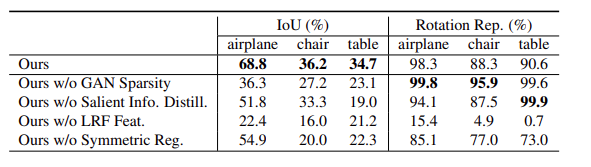 IoU (%) Rotation Rep. (%)
airplane chair table airplane chair table
Ours 68.8 36.2 34.7 98.3 88.3 90.6
Ours w/o GAN Sparsity 36.3 27.2 23.1 99.8 95.9 99.6
Ours w/o Salient Info. Distill. 51.8 33.3 19.0 94.1 87.5 99.9
Ours w/o LRF Feat. 22.4 16.0 21.2 15.4 4.9 0.7
Ours w/o Symmetric Reg. 54.9 20.0 22.3 85.1 77.0 73.0